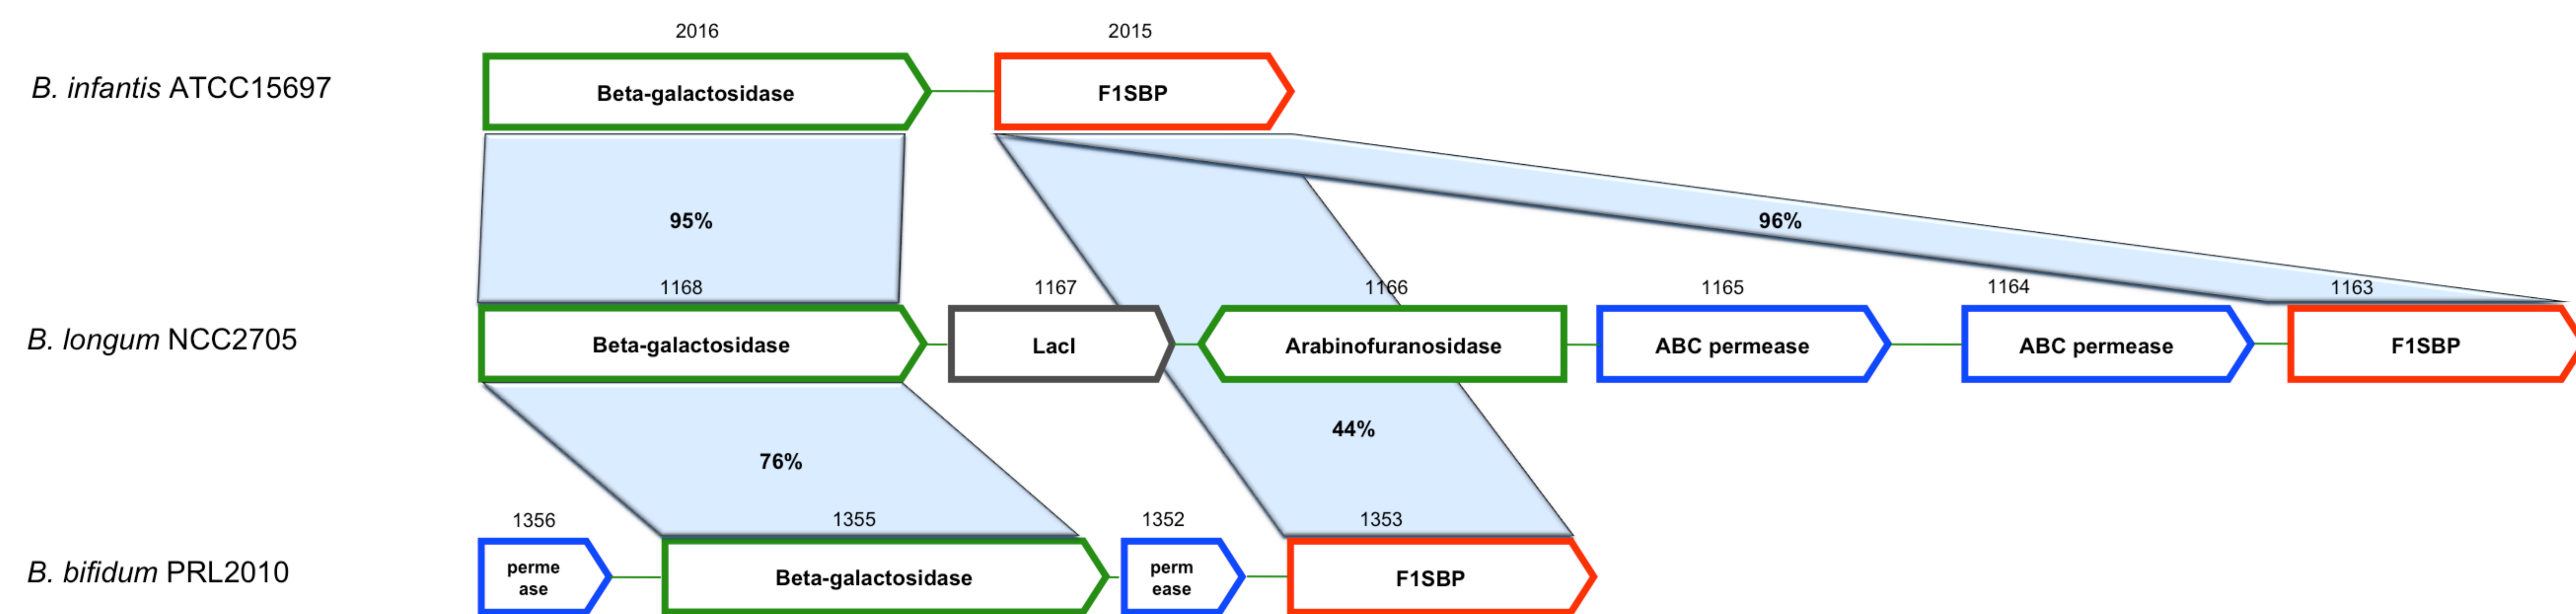 2016 2015
B. infantis ATCC15697 Beta-galactosidase F1SBP
95% 96%
1168 1167 1166 1165 1164 1163
B. longum NCC2705 Beta-galactosidase LacI Arabinofuranosidase ABC permease ABC permease F1SBP
44%
76%
1356 1355 1352 1353
B. bifidum PRL2010 perme
ase Beta-galactosidase perm
ease F1SBP